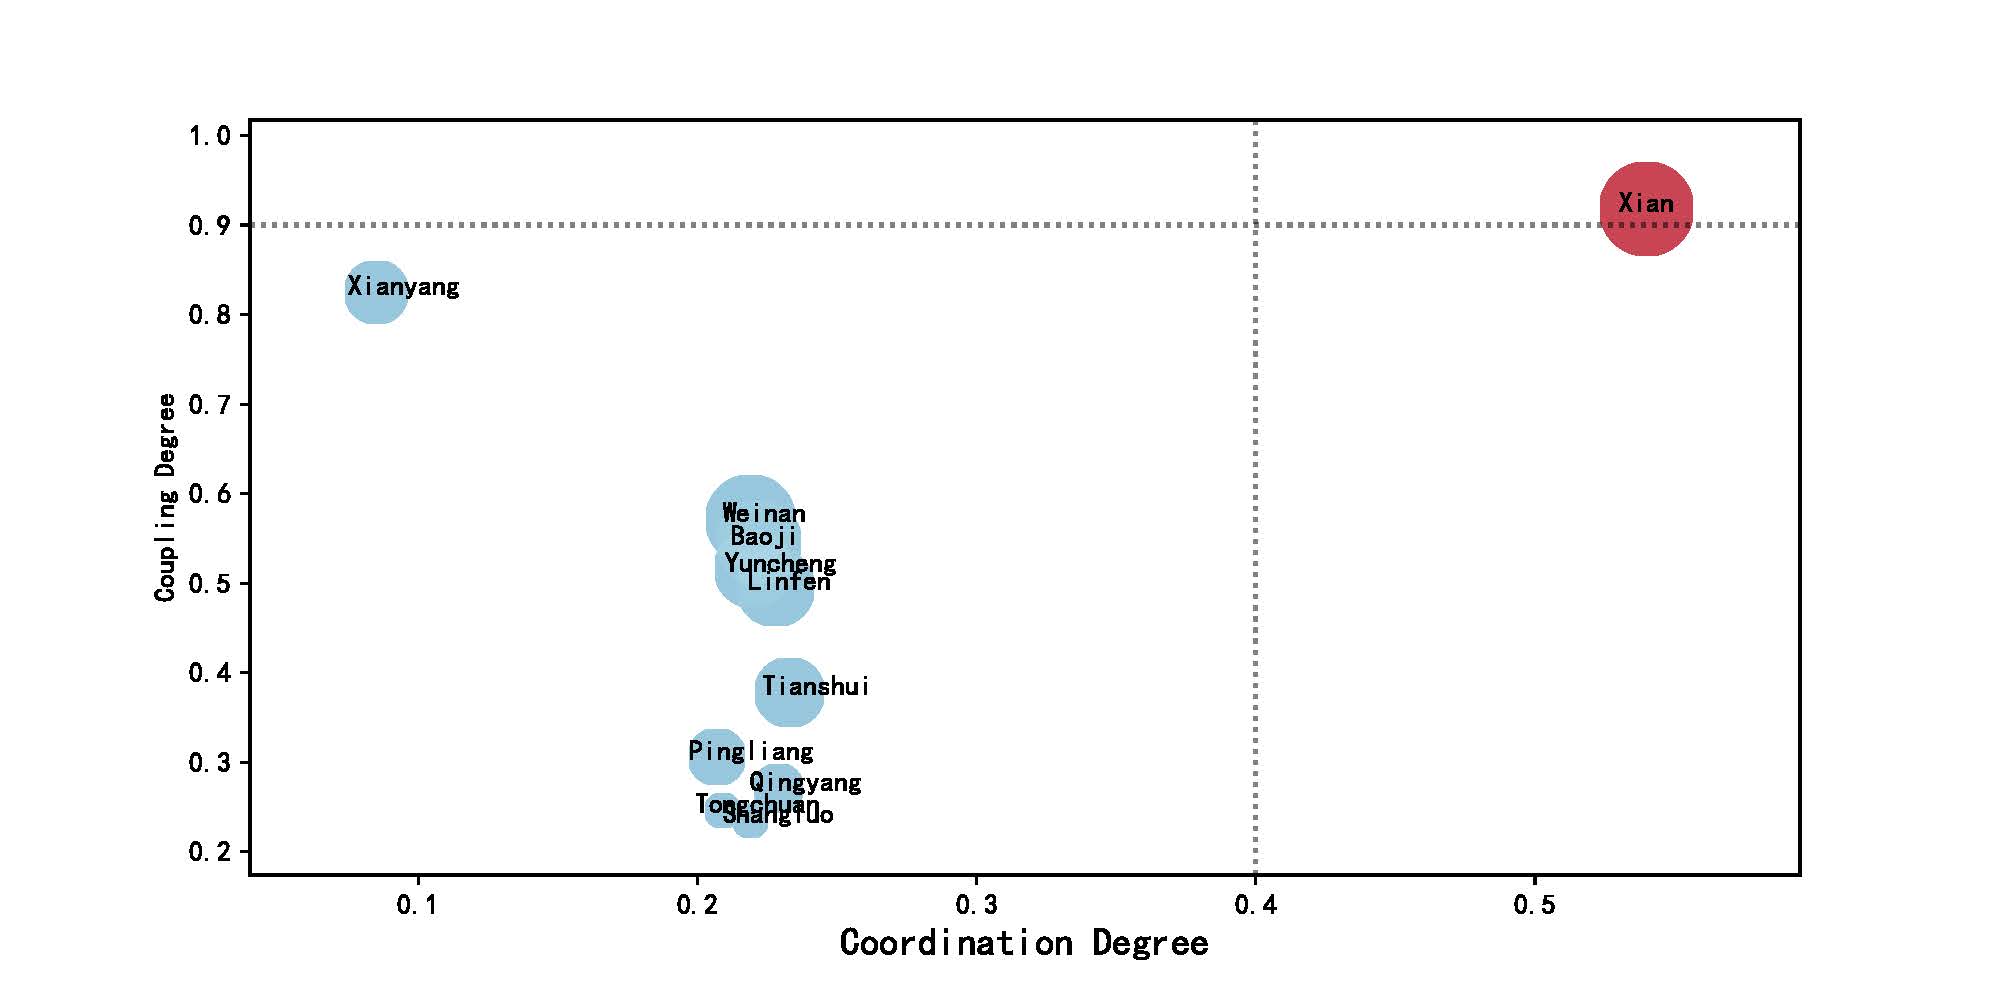 1.0
0.9
0.8
0.7
0.6
0.5
0.4
0.3
0.2
Coupling Degree
Xian
Xianyang
Weinan
Baoji
Yuncheng
Linfen
Tianshui
Pingliang
Qingyang
Tongchuan
0.1
0.2
0.3
0.4
0.5
Coordination Degree